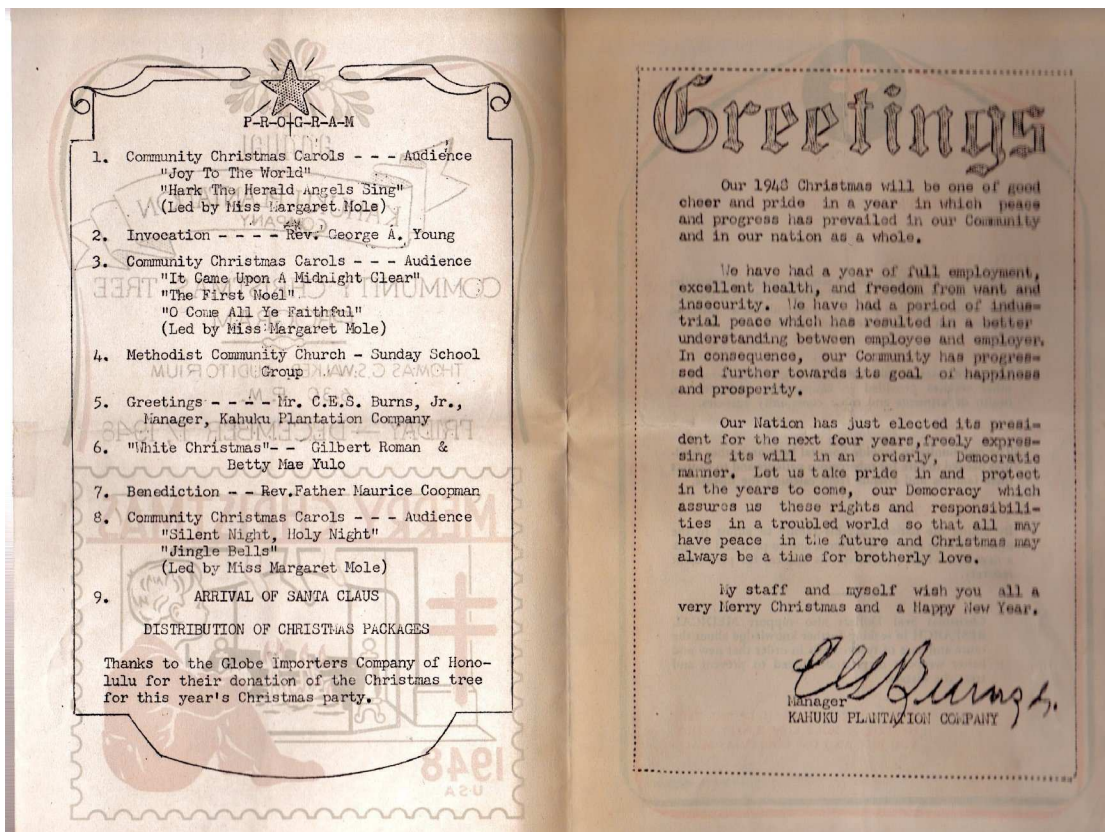 P-R-O-G-R-A-M
1. Community Christmas Carols - - - Audience
"Joy To The World"
"Hark The Herald Angels Sing"
(Led by Miss Margaret Mole)
2. Invocation - - - - Rev. George A. Young
3. Community Christmas Carols - - - Audience
"It Came Upon A Midnight Clear"
"The First Noel"
"O Come All Ye Faithful"
(Led by Miss Margaret Mole)
4. Methodist Community Church - Sunday School
Group
5. Greetings - - - - Mr. C.E.S. Burns, Jr.,
Manager, Kahuku Plantation Company
6. "White Christmas"- - Gilbert Roman &
Betty Mae Yulo
7. Benediction - - Rev.Father Maurice Coopman
8. Community Christmas Carols - - - Audience
"Silent Night, Holy Night"
"Jingle Bells"
(Led by Miss Margaret Mole)
9. ARRIVAL OF SANTA CLAUS
DISTRIBUTION OF CHRISTMAS PACKAGES
Thanks to the Globe Importers Company of Hono-
lulu for their donation of the Christmas tree
for this year's Christmas party.
Greetings
Our 1948 Christmas will be one of good
cheer and pride in a year in which peace
and progress has prevailed in our Community
and in our nation as a whole.
We have had a year of full employment,
excellent health, and freedom from want and
insecurity. We have had a period of indus-
trial peace which has resulted in a better
understanding between employee and employer.
In consequence, our Community has progres-
sed further towards its goal of happiness
and prosperity.
Our Nation has just elected its presi-
dent for the next four years,freely expres-
sing its will in an orderly, Democratic
manner. Let us take pride in and protect
in the years to come, our Democracy which
assures us these rights and responsibili-
ties in a troubled world so that all may
have peace in the future and Christmas may
always be a time for brotherly love.
My staff and myself wish you all a
very Merry Christmas and a Happy New Year.
CES Burns Jr.
Manager
KAHUKU PLANTATION COMPANY